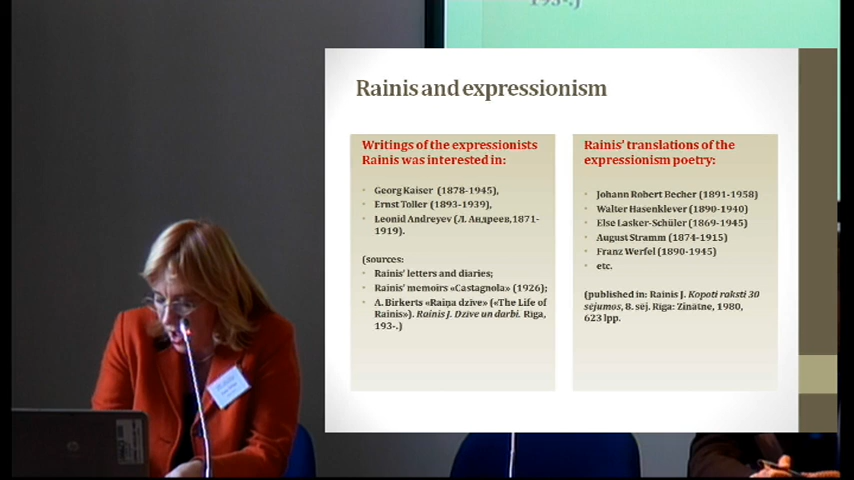 193-.)
Rainis and expressionism
Writings of the expressionists
Rainis was interested in:
Georg Kaiser (1878-1945),
Ernst Toller (1893-1939),
Leonid Andreyev (Л. Андреев,1871-
1919).
(sources:
Rainis' letters and diaries;
Rainis' memoirs «Castagnola» (1926);
A. Birkerts «Raiņa dzīve» («The Life of
Rainis»). Rainis J. Dzīve un darbi. Rīga,
193-.)
Rainis' translations of the
expressionism poetry:
Johann Robert Becher (1891-1958)
Walter Hasenklever (1890-1940)
Else Lasker-Schüler (1869-1945)
August Stramm (1874-1915)
Franz Werfel (1890-1945)
etc.
(published in: Rainis J. Kopoti raksti 30
sējumos, 8. sēj. Rīga: Zinātne, 1980,
623 lpp.